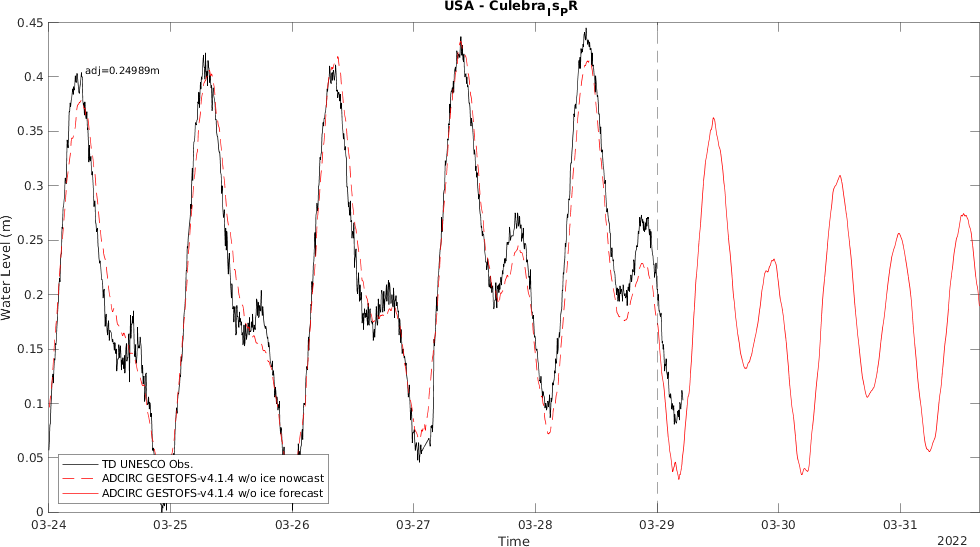 USA - Culebra_Is_PR
0.45
0.4
0.35
0.3
0.25
0.2
0.15
0.1
0.05
0
Water Level (m)
adj=0.24989m
TD UNESCO Obs.
ADCIRC GESTOFS-v4.1.4 w/o ice nowcast
ADCIRC GESTOFS-v4.1.4 w/o ice forecast
03-24 03-25 03-26 03-27 03-28 03-29 03-30 03-31
Time
2022